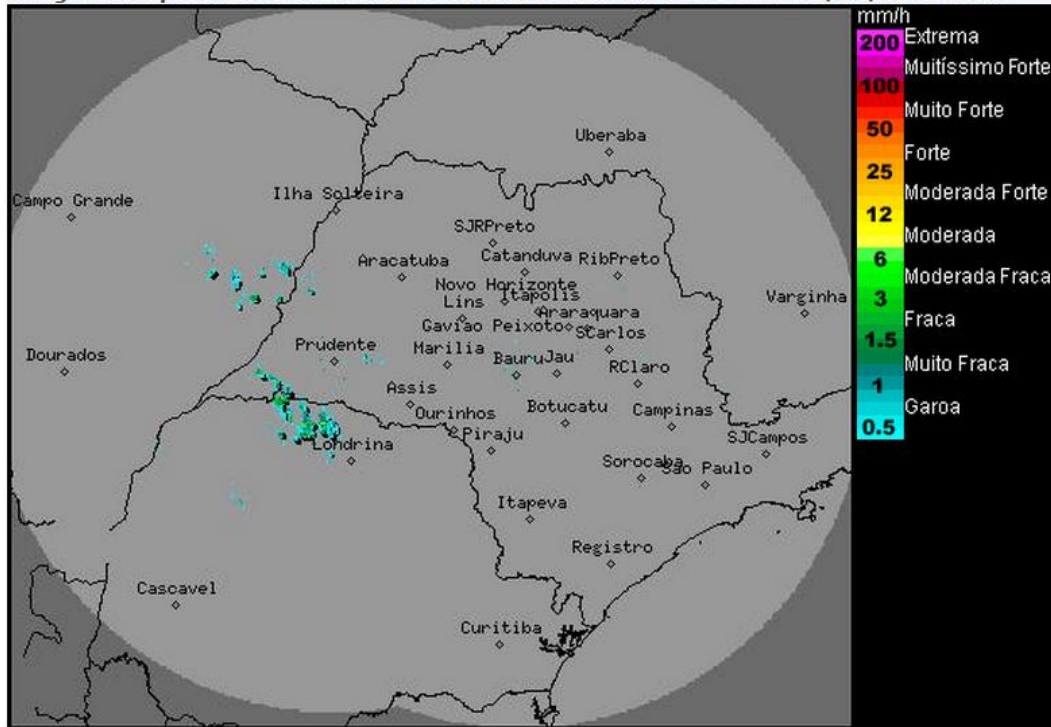 mm/h
200 Extrema
Muitíssimo Forte
100
Muito Forte
50
Forte
25
Moderada Forte
12
Moderada
6
Moderada Fraca
3
Fraca
1.5
Muito Fraca
1
Garoa
0.5
Uberaba
Campo Grande
Ilha Solteira
SJRPreto
Aracatuba
Catanduva
RibPreto
Novo Horizonte
Lins
Itapolis
Araraquara
Varginha
Gaviao Peixoto
SCarlos
Dourados
Prudente
Marilia
Bauru
Jau
RClaro
Assis
Ourinhos
Botucatu
Campinas
Londrina
Piraju
SJCampos
Sorocaba
Sao Paulo
Itapeva
Registro
Cascavel
Curitiba